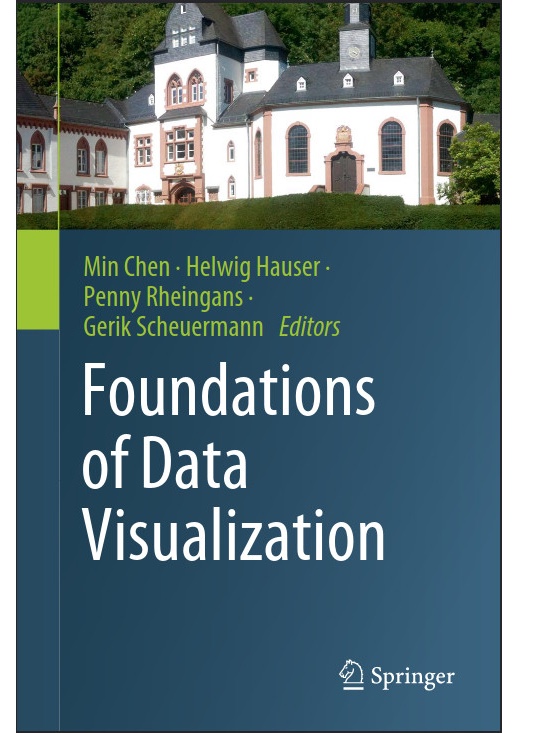 Min Chen · Helwig Hauser ·
Penny Rheingans ·
Gerik Scheuermann Editors
Foundations
of Data
Visualization
Springer